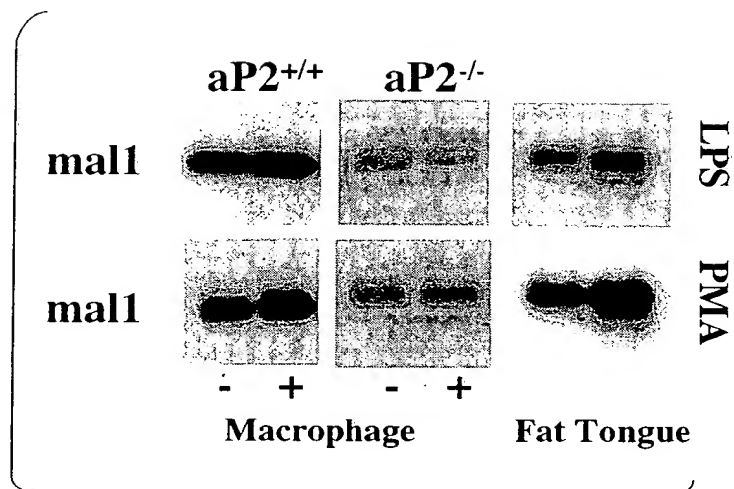 aP2+/+ aP2-/-
mal1 LPS
mal1 PMA
- + - +
Macrophage Fat Tongue